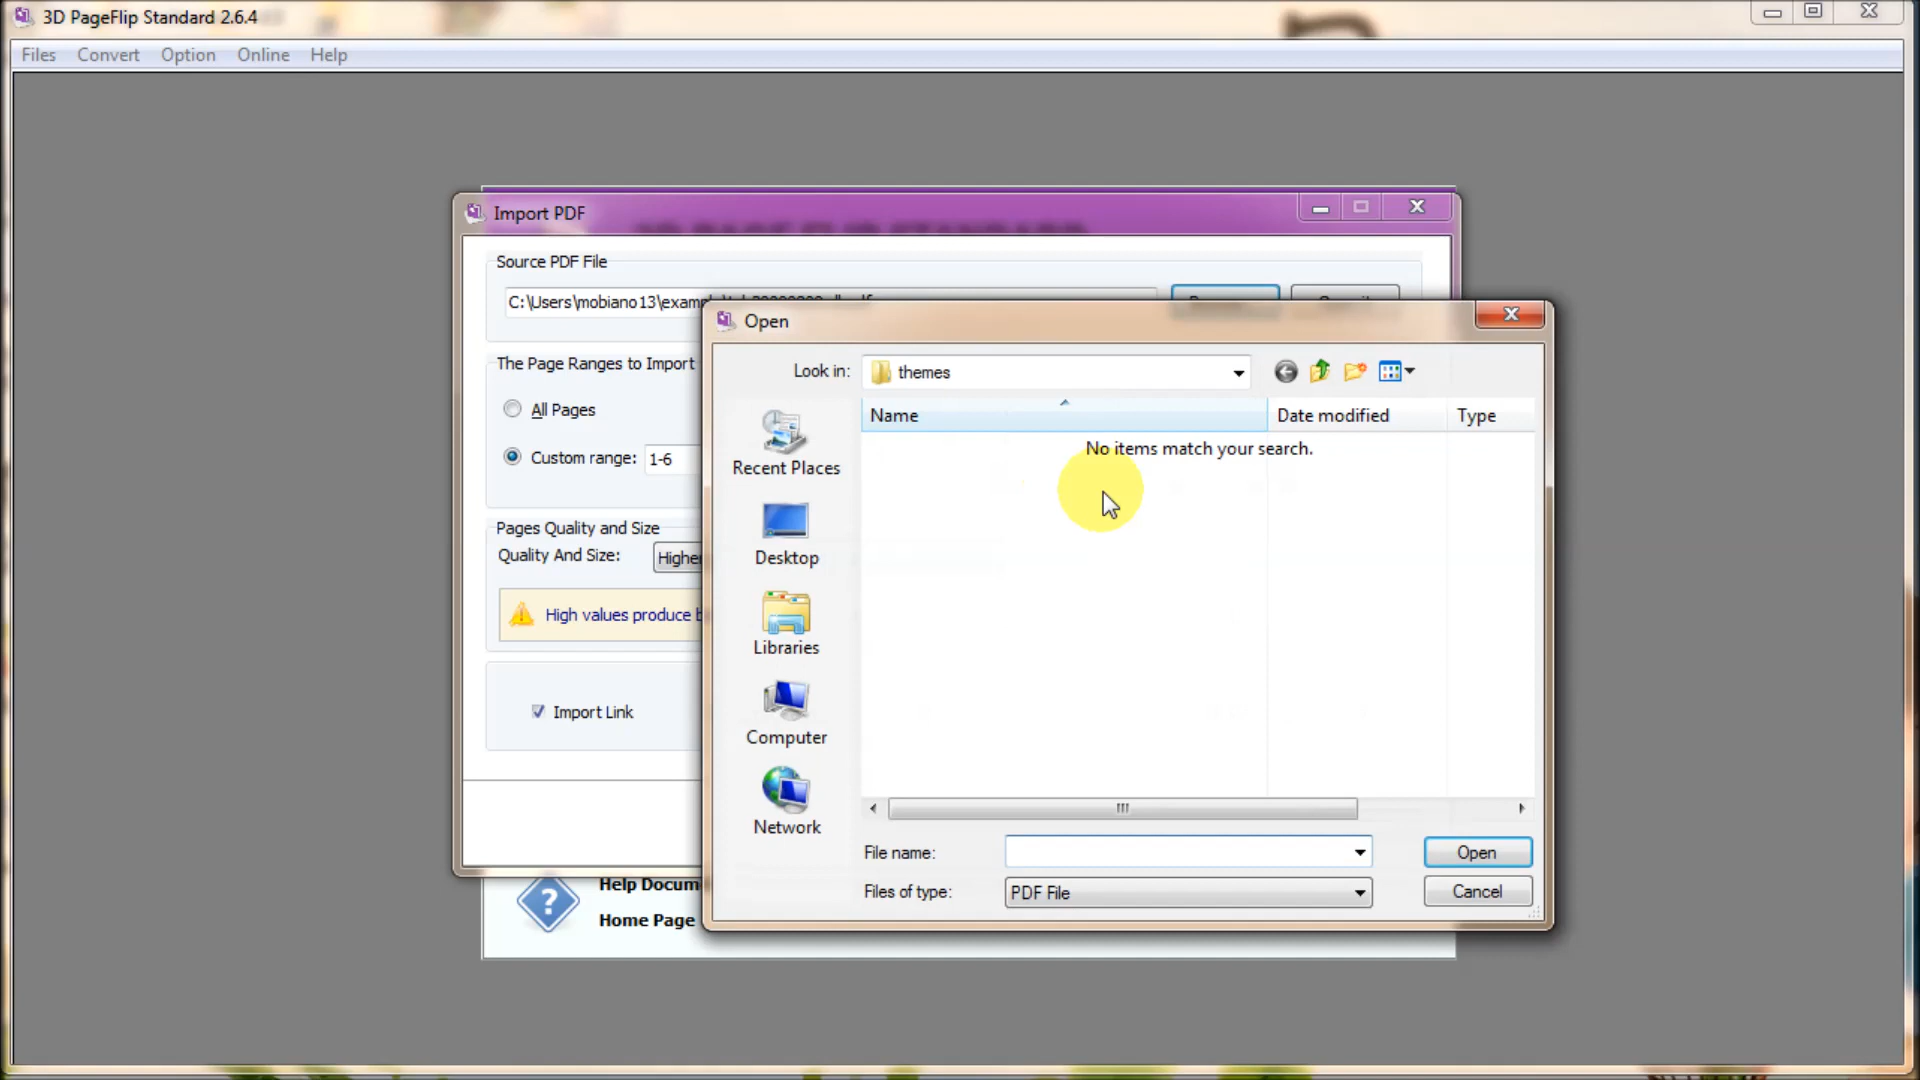 3D PageFlip Standard 2.6.4
Files Convert Option Online Help
Import PDF
Source PDF File
C:\Users\mobiano13\
The Page Ranges to Import
All Pages
Custom range: 1-6
Pages Quality and Size
Quality And Size: Higher
High values produce
Import Link
Help
Home Page
Open
Look in: themes
Name Date modified Type
No items match your search.
Recent Places
Desktop
Libraries
Computer
Network
File name: Open
Files of type: PDF File Cancel